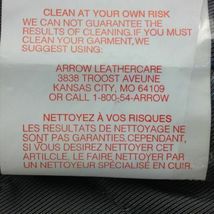 CLEAN AT YOUR OWN RISK
WE CAN NOT GUARANTEE THE
RESULTS OF CLEANING.IF YOU MUST
CLEAN YOUR GARMENT,WE
SUGGEST USING:
ARROW LEATHERCARE
3838 TROOST AVEUNE
KANSAS CITY, MO 64109
OR CALL 1-800-54-ARROW
NETTOYEZ À VOS RISQUES
LES RESULTATS DE NETTOYAGE NE
SONT PAS GARANTIES.CEPENDANT,
SI VOUS DESIREZ NETTOYER CET
ARTILCLE. LE FAIRE NETTOYER PAR
UN NETTOYEUR SPÉCIALISÉ EN CUIR.